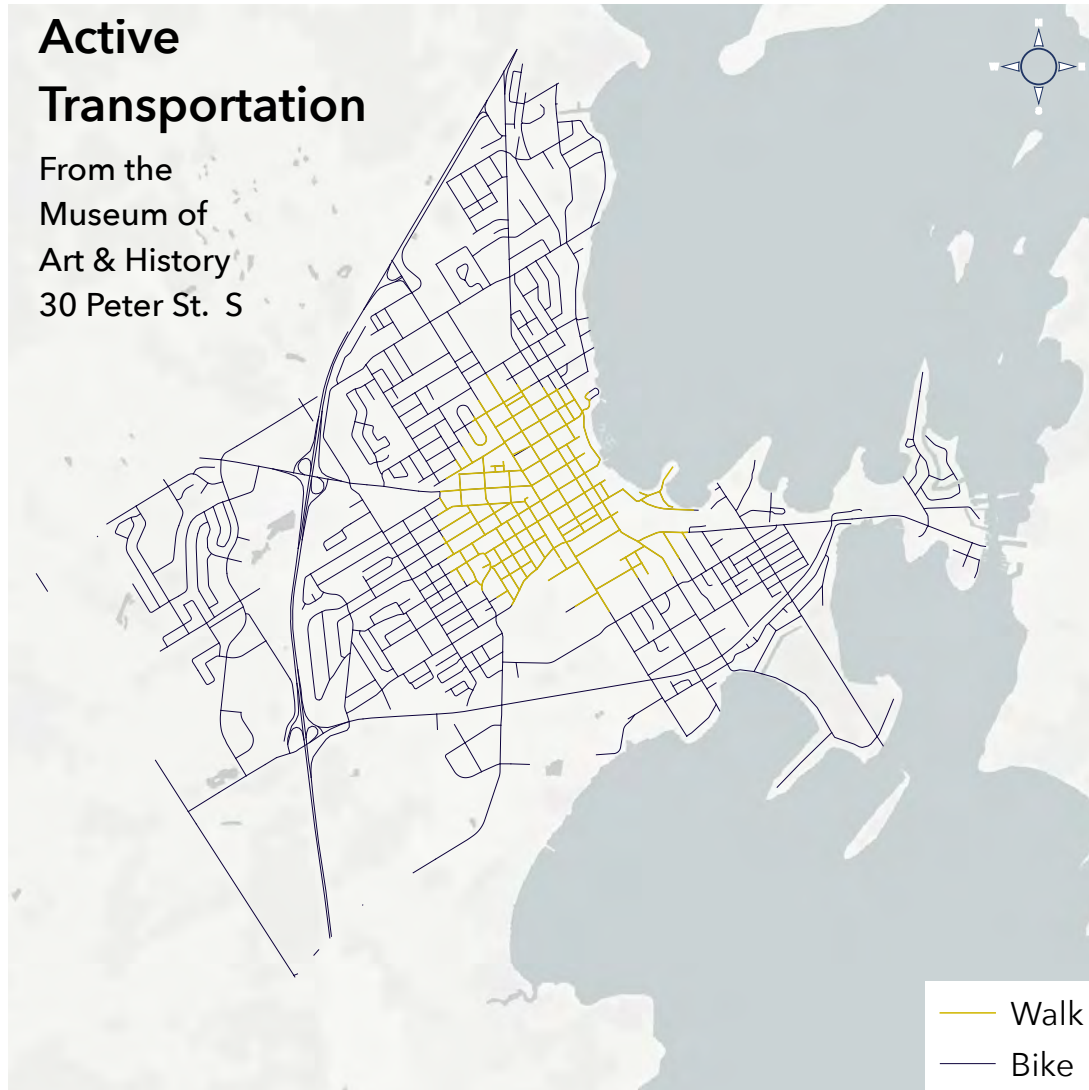 Active
Transportation
From the
Museum of
Art & History
30 Peter St. S
Walk
Bike